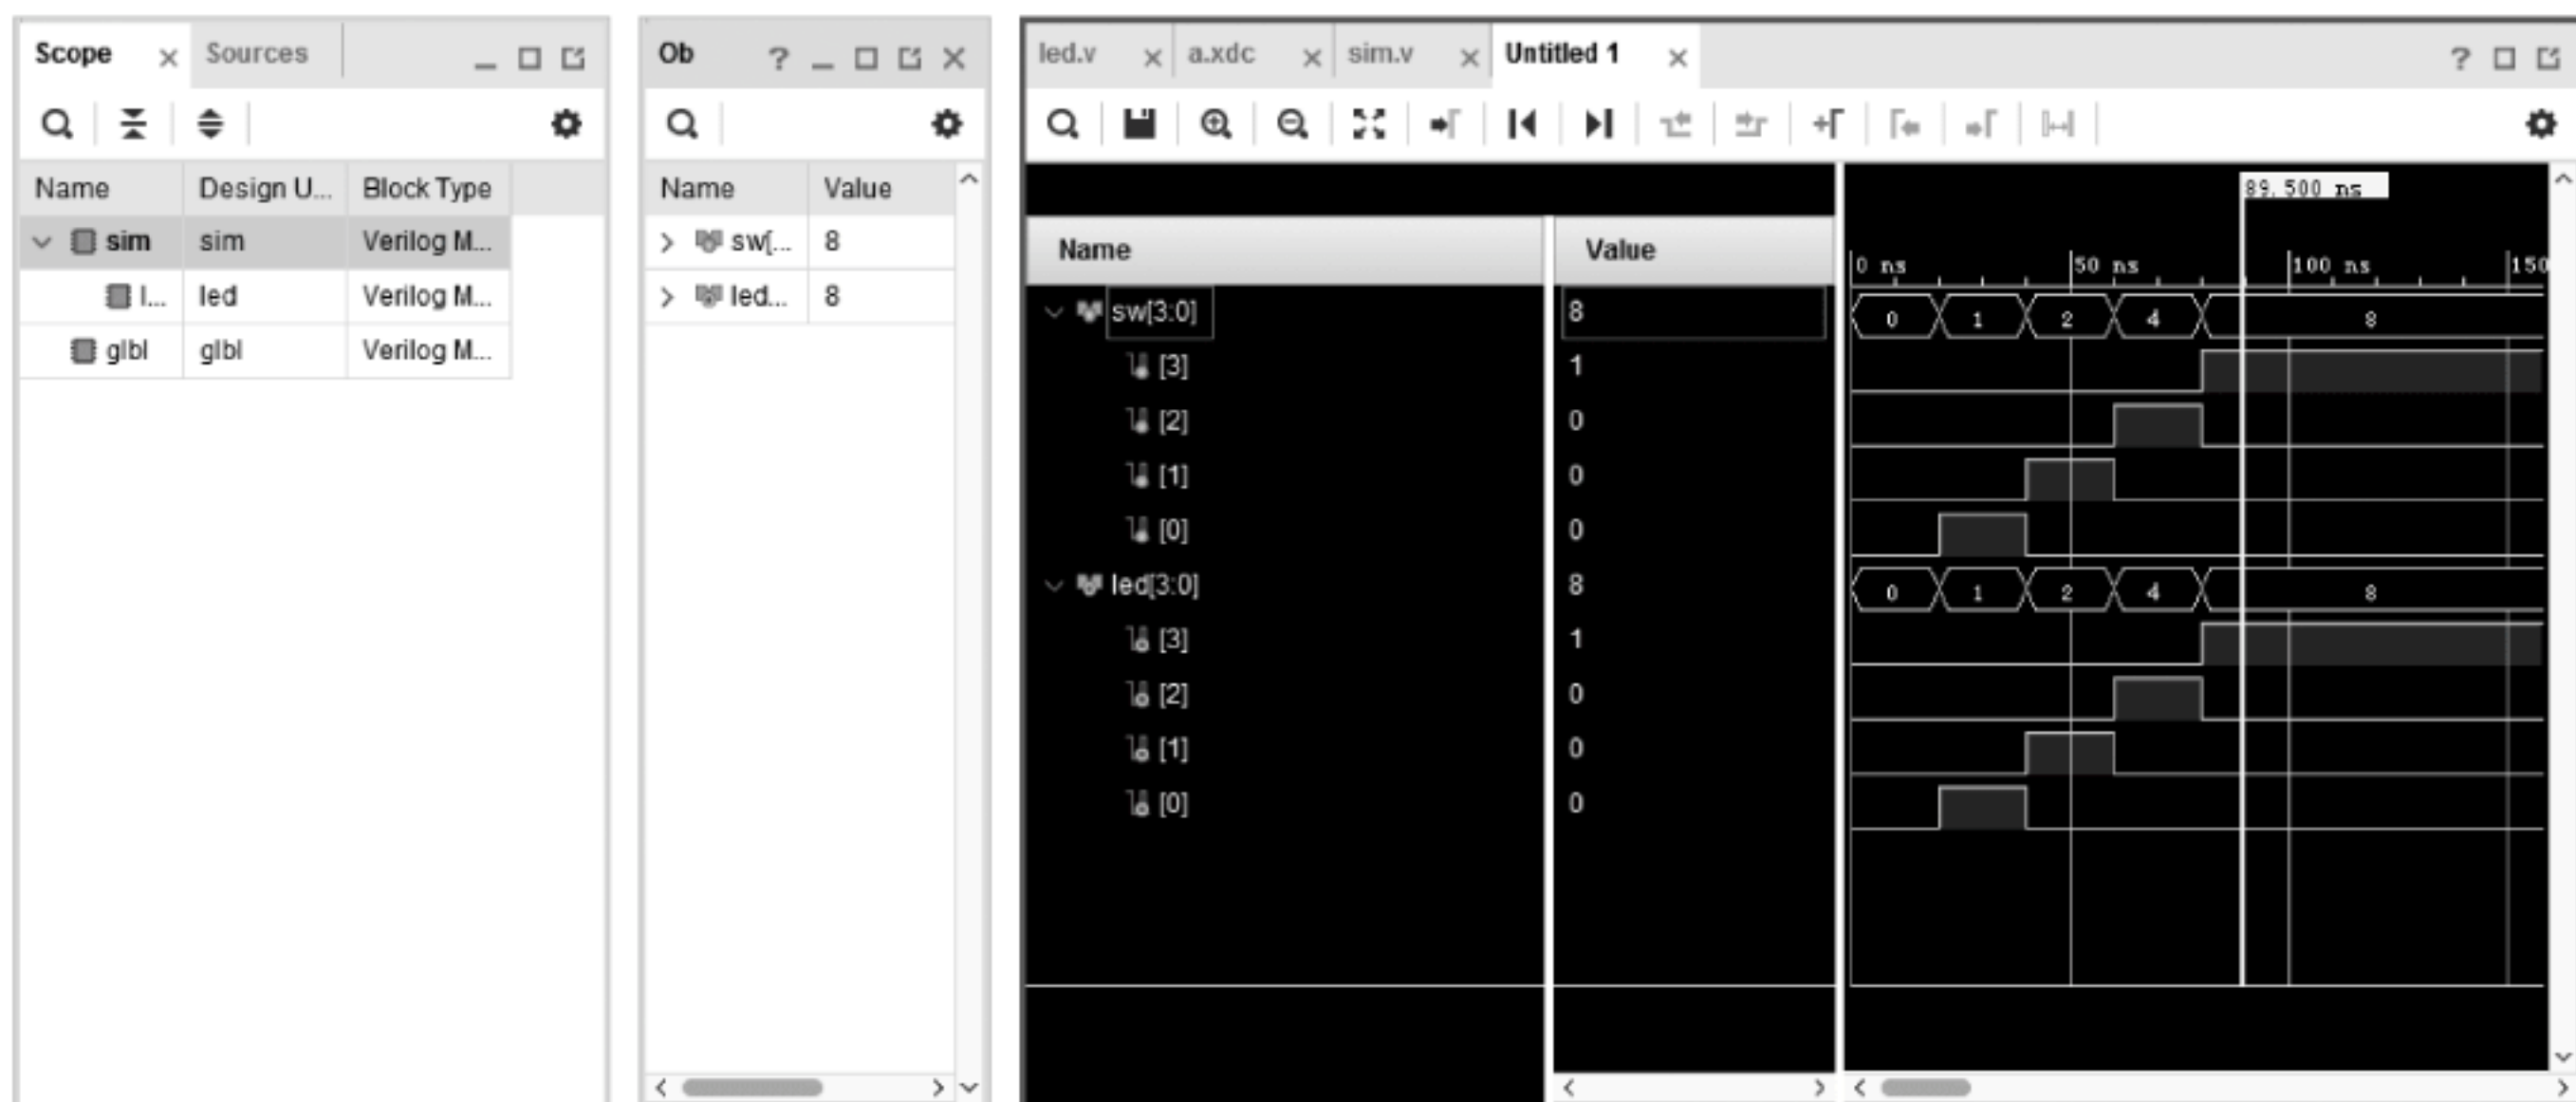 Scope Sources
Name Design U... Block Type
sim sim Verilog M...
l... led Verilog M...
glbl glbl Verilog M...
Ob ?
Name Value
sw[... 8
led... 8
led.v a.xdc sim.v Untitled 1 ?
Name Value
sw[3:0] 8
[3] 1
[2] 0
[1] 0
[0] 0
led[3:0] 8
[3] 1
[2] 0
[1] 0
[0] 0
89.500 ns
0 ns 50 ns 100 ns 150
0 1 2 4 8
0 1 2 4 8